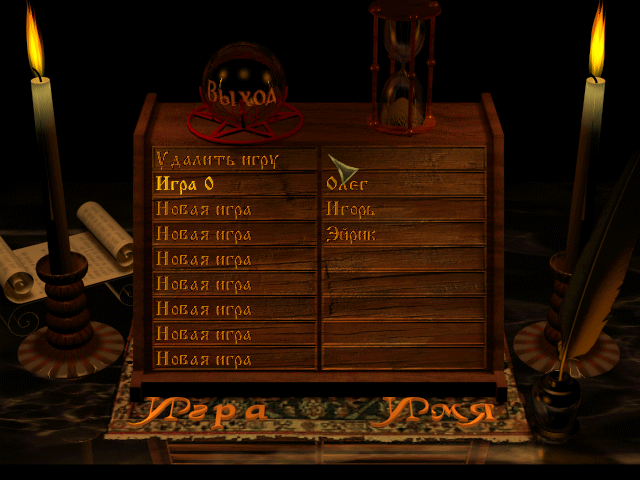 Выход
Удалить игру
Игра 0 Олег
Новая игра Игорь
Новая игра Эйрик
Новая игра
Новая игра
Новая игра
Новая игра
Новая игра
Игра Имя